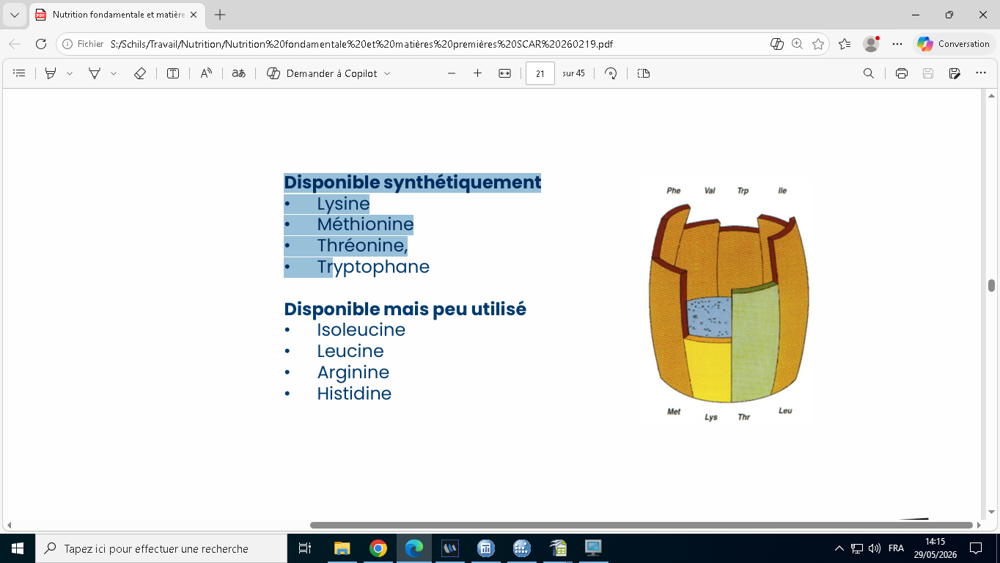 Nutrition fondamentale et matière
Fichier S:/Schils/Travail/Nutrition/Nutrition%20fondamentale%20et%20matières%20premières%20SCAR%2020260219.pdf
Conversation
Demander à Copilot
21 sur 45
Disponible synthétiquement
• Lysine
• Méthionine
• Thréonine,
• Tryptophane
Disponible mais peu utilisé
• Isoleucine
• Leucine
• Arginine
• Histidine
Phe Val Trp Ile
Met Lys Thr Leu
Tapez ici pour effectuer une recherche
FRA
14:15
29/05/2026